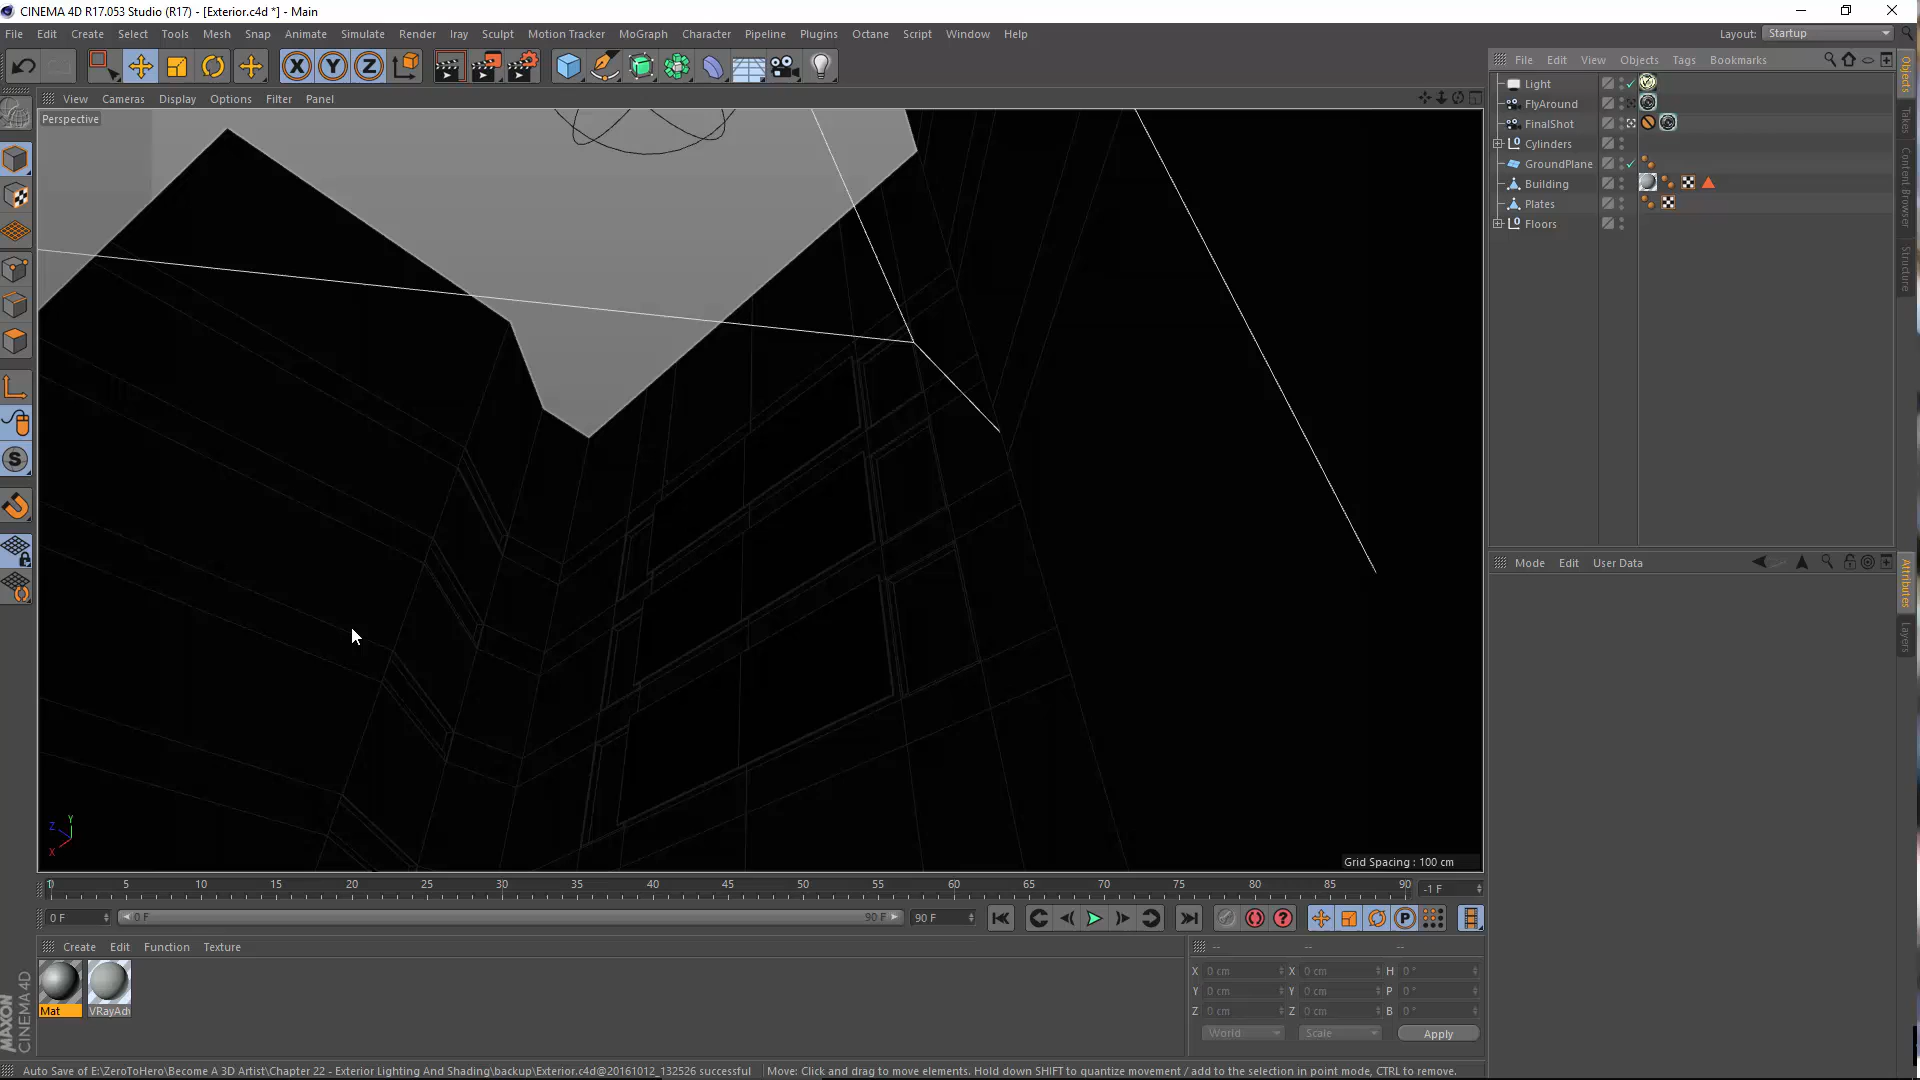 CINEMA 4D R17.053 Studio (R17) - [Exterior.c4d *] - Main
File Edit Create Select Tools Mesh Snap Animate Simulate Render Iray Sculpt Motion Tracker MoGraph Character Pipeline Plugins Octane Script Window Help
Layout: Startup
X Y Z
View Cameras Display Options Filter Panel
Perspective
File Edit View Objects Tags Bookmarks
Light
FlyAround
FinalShot
Cylinders
GroundPlane
Building
Plates
Floors
Objects
Takes
Content Browser
Structure
Mode Edit User Data
Attributes
Layers
Y
Z
X
Grid Spacing : 100 cm
0 5 10 15 20 25 30 35 40 45 50 55 60 65 70 75 80 85 90 -1 F
0 F 0 F 90 F 90 F
Create Edit Function Texture
-- -- --
Mat VRayAdv
X 0 cm X 0 cm H 0 °
Y 0 cm Y 0 cm P 0 °
Z 0 cm Z 0 cm B 0 °
World Scale Apply
MAXON CINEMA 4D
Auto Save of E:\ZeroToHero\Become A 3D Artist\Chapter 22 - Exterior Lighting And Shading\backup\Exterior.c4d@20161012_132526 successful Move: Click and drag to move elements. Hold down SHIFT to quantize movement / add to the selection in point mode, CTRL to remove.